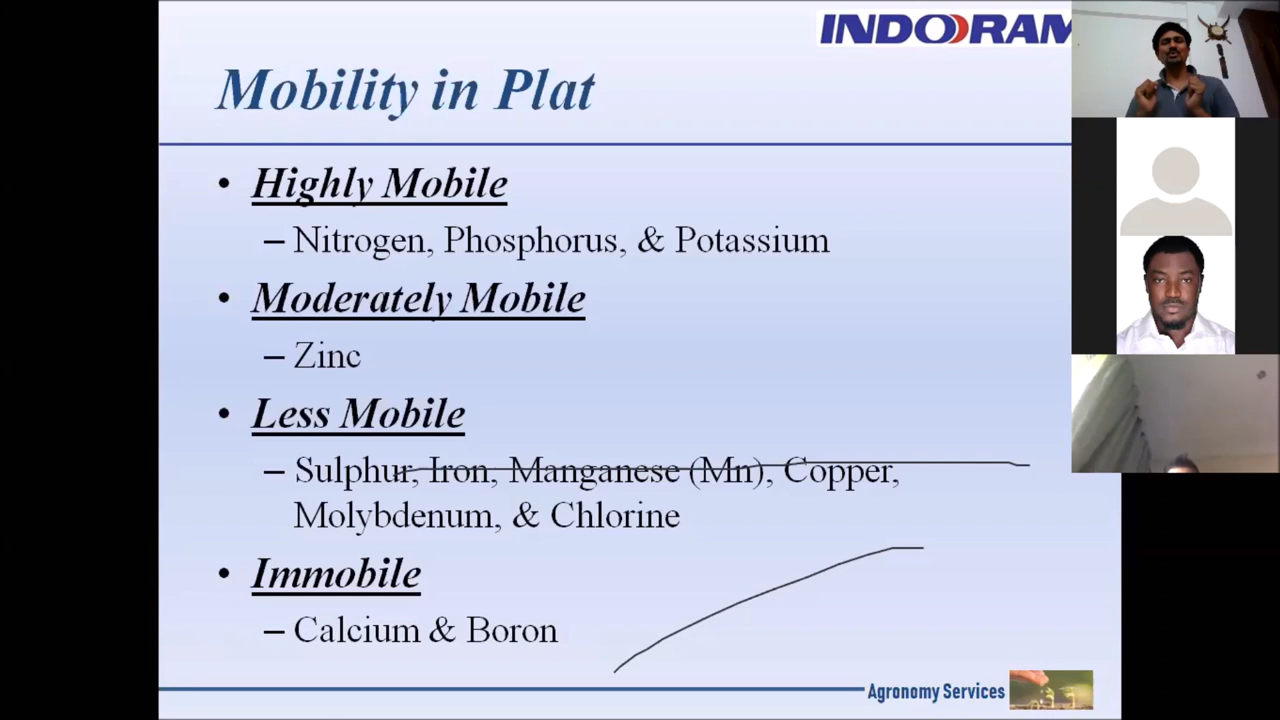 INDORAM
Mobility in Plat
• Highly Mobile
– Nitrogen, Phosphorus, & Potassium
• Moderately Mobile
– Zinc
• Less Mobile
– Sulphur, Iron, Manganese (Mn), Copper,
Molybdenum, & Chlorine
• Immobile
– Calcium & Boron
Agronomy Services